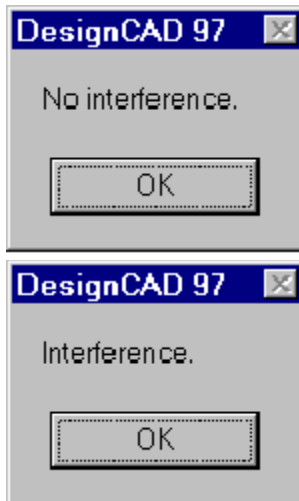 DesignCAD 97
No interference.
OK
DesignCAD 97
Interference.
OK